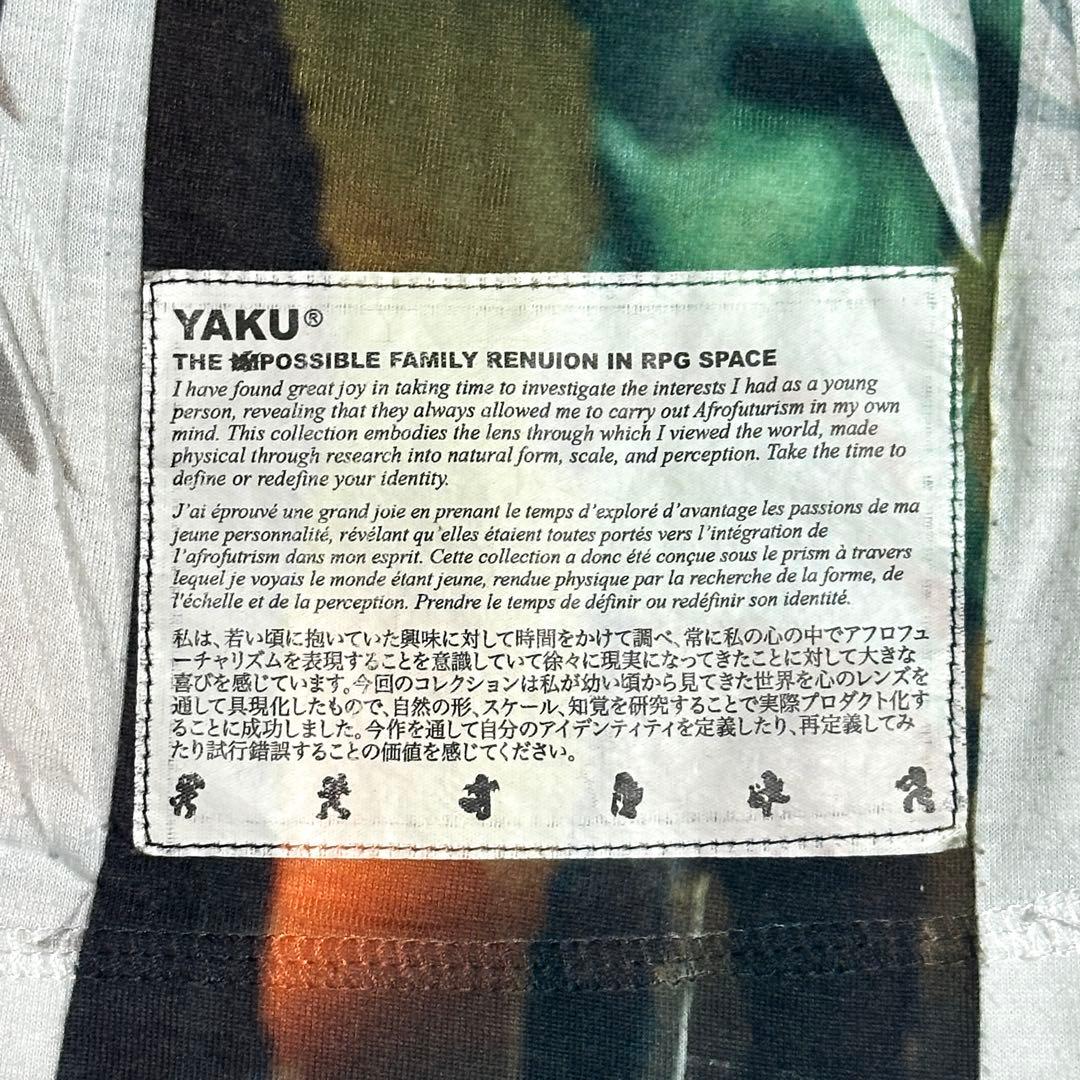 YAKU®
THE IMPOSSIBLE FAMILY RENUION IN RPG SPACE
I have found great joy in taking time to investigate the interests I had as a young
person, revealing that they always allowed me to carry out Afrofuturism in my own
mind. This collection embodies the lens through which I viewed the world, made
physical through research into natural form, scale, and perception. Take the time to
define or redefine your identity.
J'ai éprouvé une grand joie en prenant le temps d'exploré d'avantage les passions de ma
jeune personnalité, révélant qu'elles étaient toutes portés vers l'intégration de
l'afrofutrism dans mon esprit. Cette collection a donc été conçue sous le prism à travers
lequel je voyais le monde étant jeune, rendue physique par la recherche de la forme, de
l'échelle et de la perception. Prendre le temps de définir ou redéfinir son identité.
私は、若い頃に抱いていた興味に対して時間をかけて調べ、常に私の心の中でアフロフュ
ーチャリズムを表現することを意識していて徐々に現実になってきたことに対して大きな
喜びを感じています。今回のコレクションは私が幼い頃から見てきた世界を心のレンズを
通して具現化したもので、自然の形、スケール、知覚を研究することで実際プロダクト化す
ることに成功しました。今作を通して自分のアイデンティティを定義したり、再定義してみ
たり試行錯誤することの価値を感じてください。